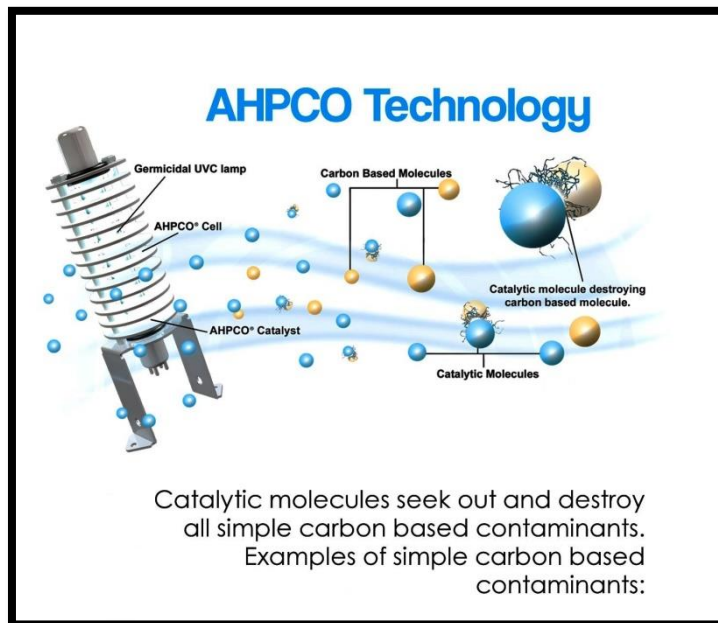 AHPCO Technology
Germicidal UVC lamp
Carbon Based Molecules
AHPCO® Cell
Catalytic molecule destroying
carbon based molecule.
AHPCO® Catalyst
Catalytic Molecules
Catalytic molecules seek out and destroy
all simple carbon based contaminants.
Examples of simple carbon based
contaminants: